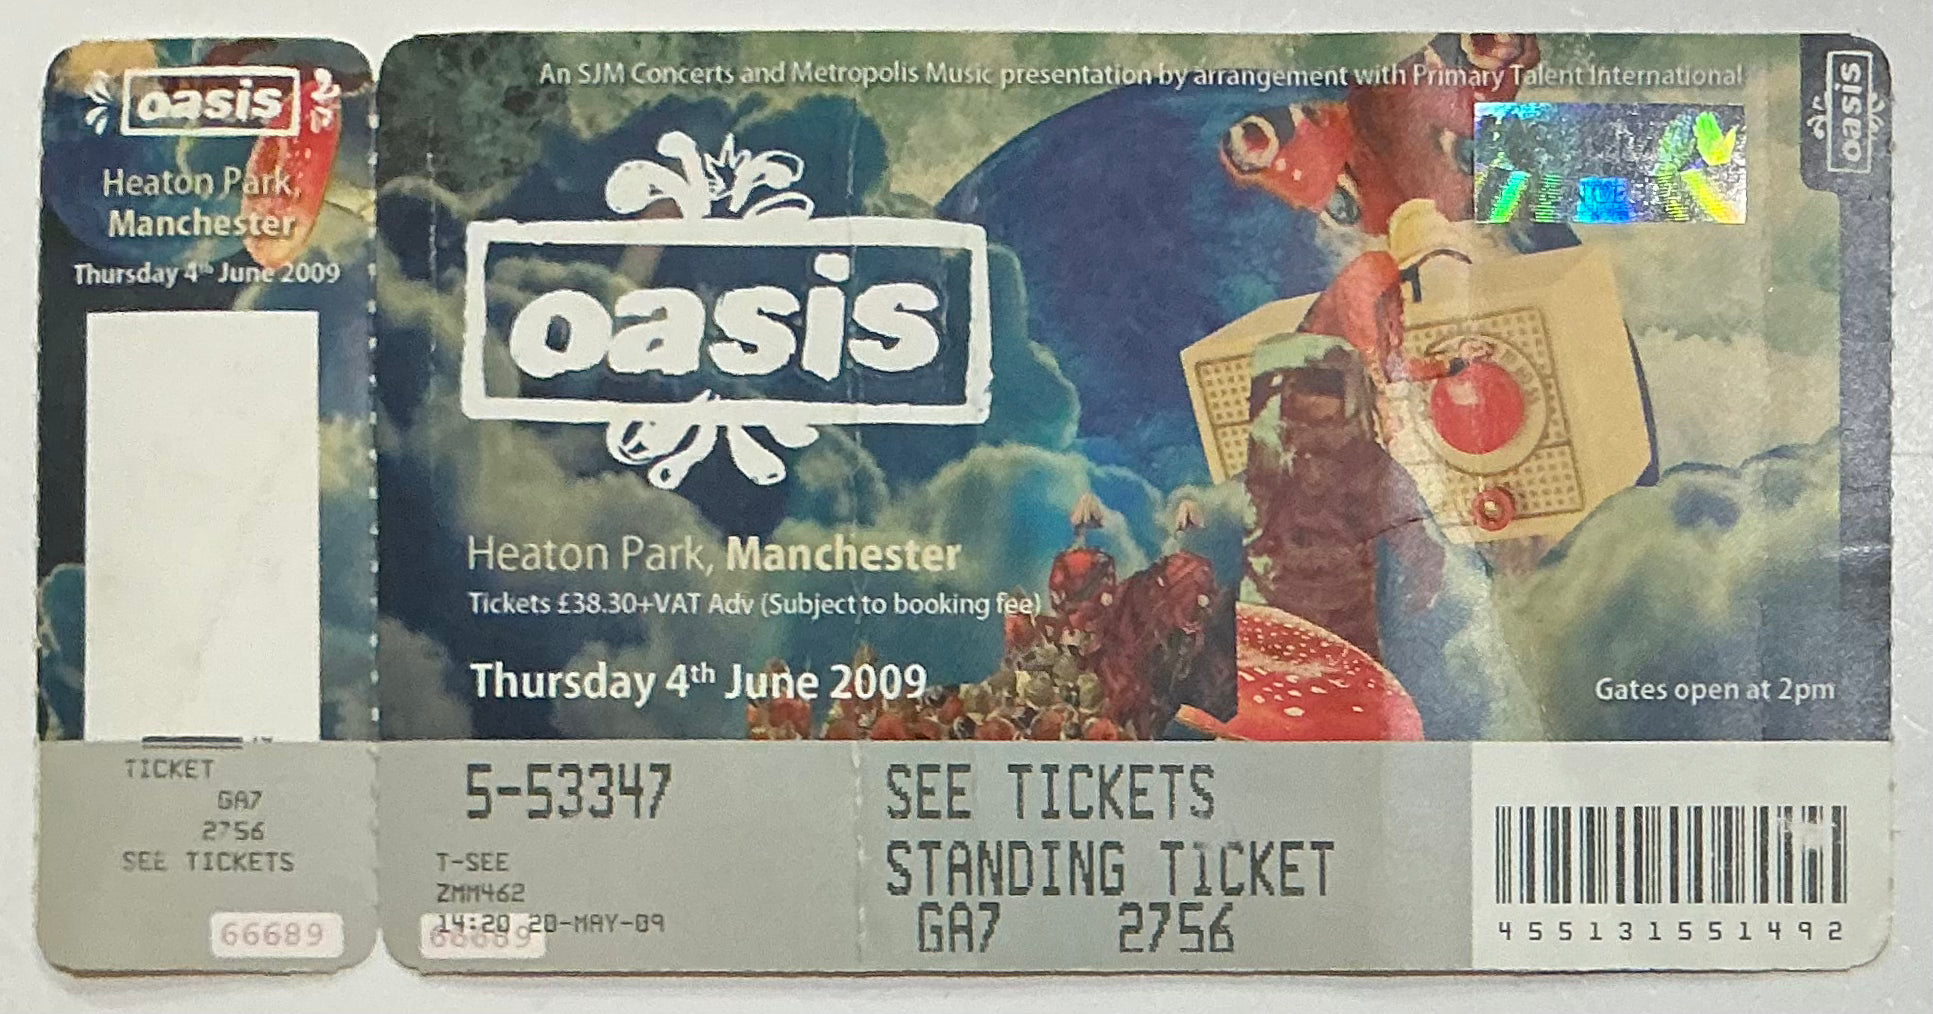 oasis
Heaton Park,
Manchester
Thursday 4th June 2009
TICKET
GA7
2756
SEE TICKETS
66689
An SJM Concerts and Metropolis Music presentation by arrangement with Primary Talent International
oasis
oasis
Heaton Park, Manchester
Tickets £38.30+VAT Adv (Subject to booking fee)
Thursday 4th June 2009
Gates open at 2pm
5-53347
T-SEE
ZMM462
14:20 20-MAY-09
66689
SEE TICKETS
STANDING TICKET
GA7 2756
455131551492